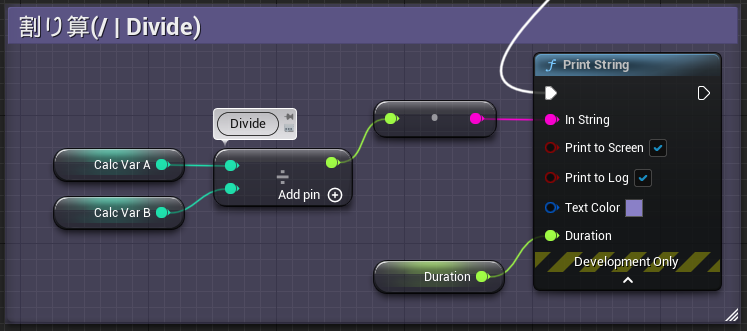 割り算(/ | Divide)
Print String
Divide
In String
Calc Var A
Print to Screen
Add pin
Print to Log
Calc Var B
Text Color
Duration
Duration
Development Only